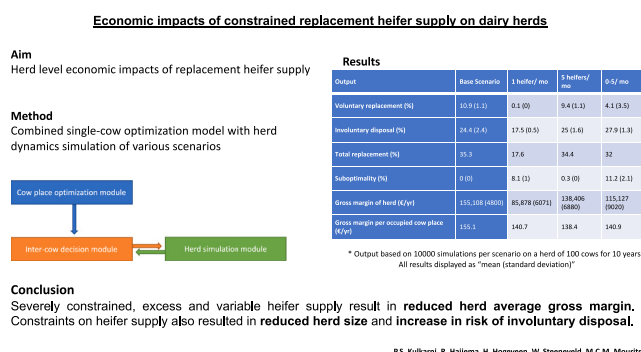 Economic impacts of constrained replacement heifer supply on dairy herds
Aim
Herd level economic impacts of replacement heifer supply
Method
Combined single-cow optimization model with herd
dynamics simulation of various scenarios
Cow place optimization module
Inter-cow decision module
Herd simulation module
Results
Output Base Scenario 1 heifer/ mo 5 heifers/ mo 0-5/ mo
Voluntary replacement (%) 10.9 (1.1) 0.1 (0) 9.4 (1.1) 4.1 (3.5)
Involuntary disposal (%) 24.4 (2.4) 17.5 (0.5) 25 (1.6) 27.9 (1.3)
Total replacement (%) 35.3 17.6 34.4 32
Suboptimality (%) 0 (0) 8.1 (1) 0.3 (0) 11.2 (2.1)
Gross margin of herd (€/yr) 155,108 (4800) 85,878 (6071) 138,406 (6880) 115,127 (9020)
Gross margin per occupied cow place (€/yr) 155.1 140.7 138.4 140.9
* Output based on 10000 simulations per scenario on a herd of 100 cows for 10 years
All results displayed as "mean (standard deviation)"
Conclusion
Severely constrained, excess and variable heifer supply result in reduced herd average gross margin.
Constraints on heifer supply also resulted in reduced herd size and increase in risk of involuntary disposal.